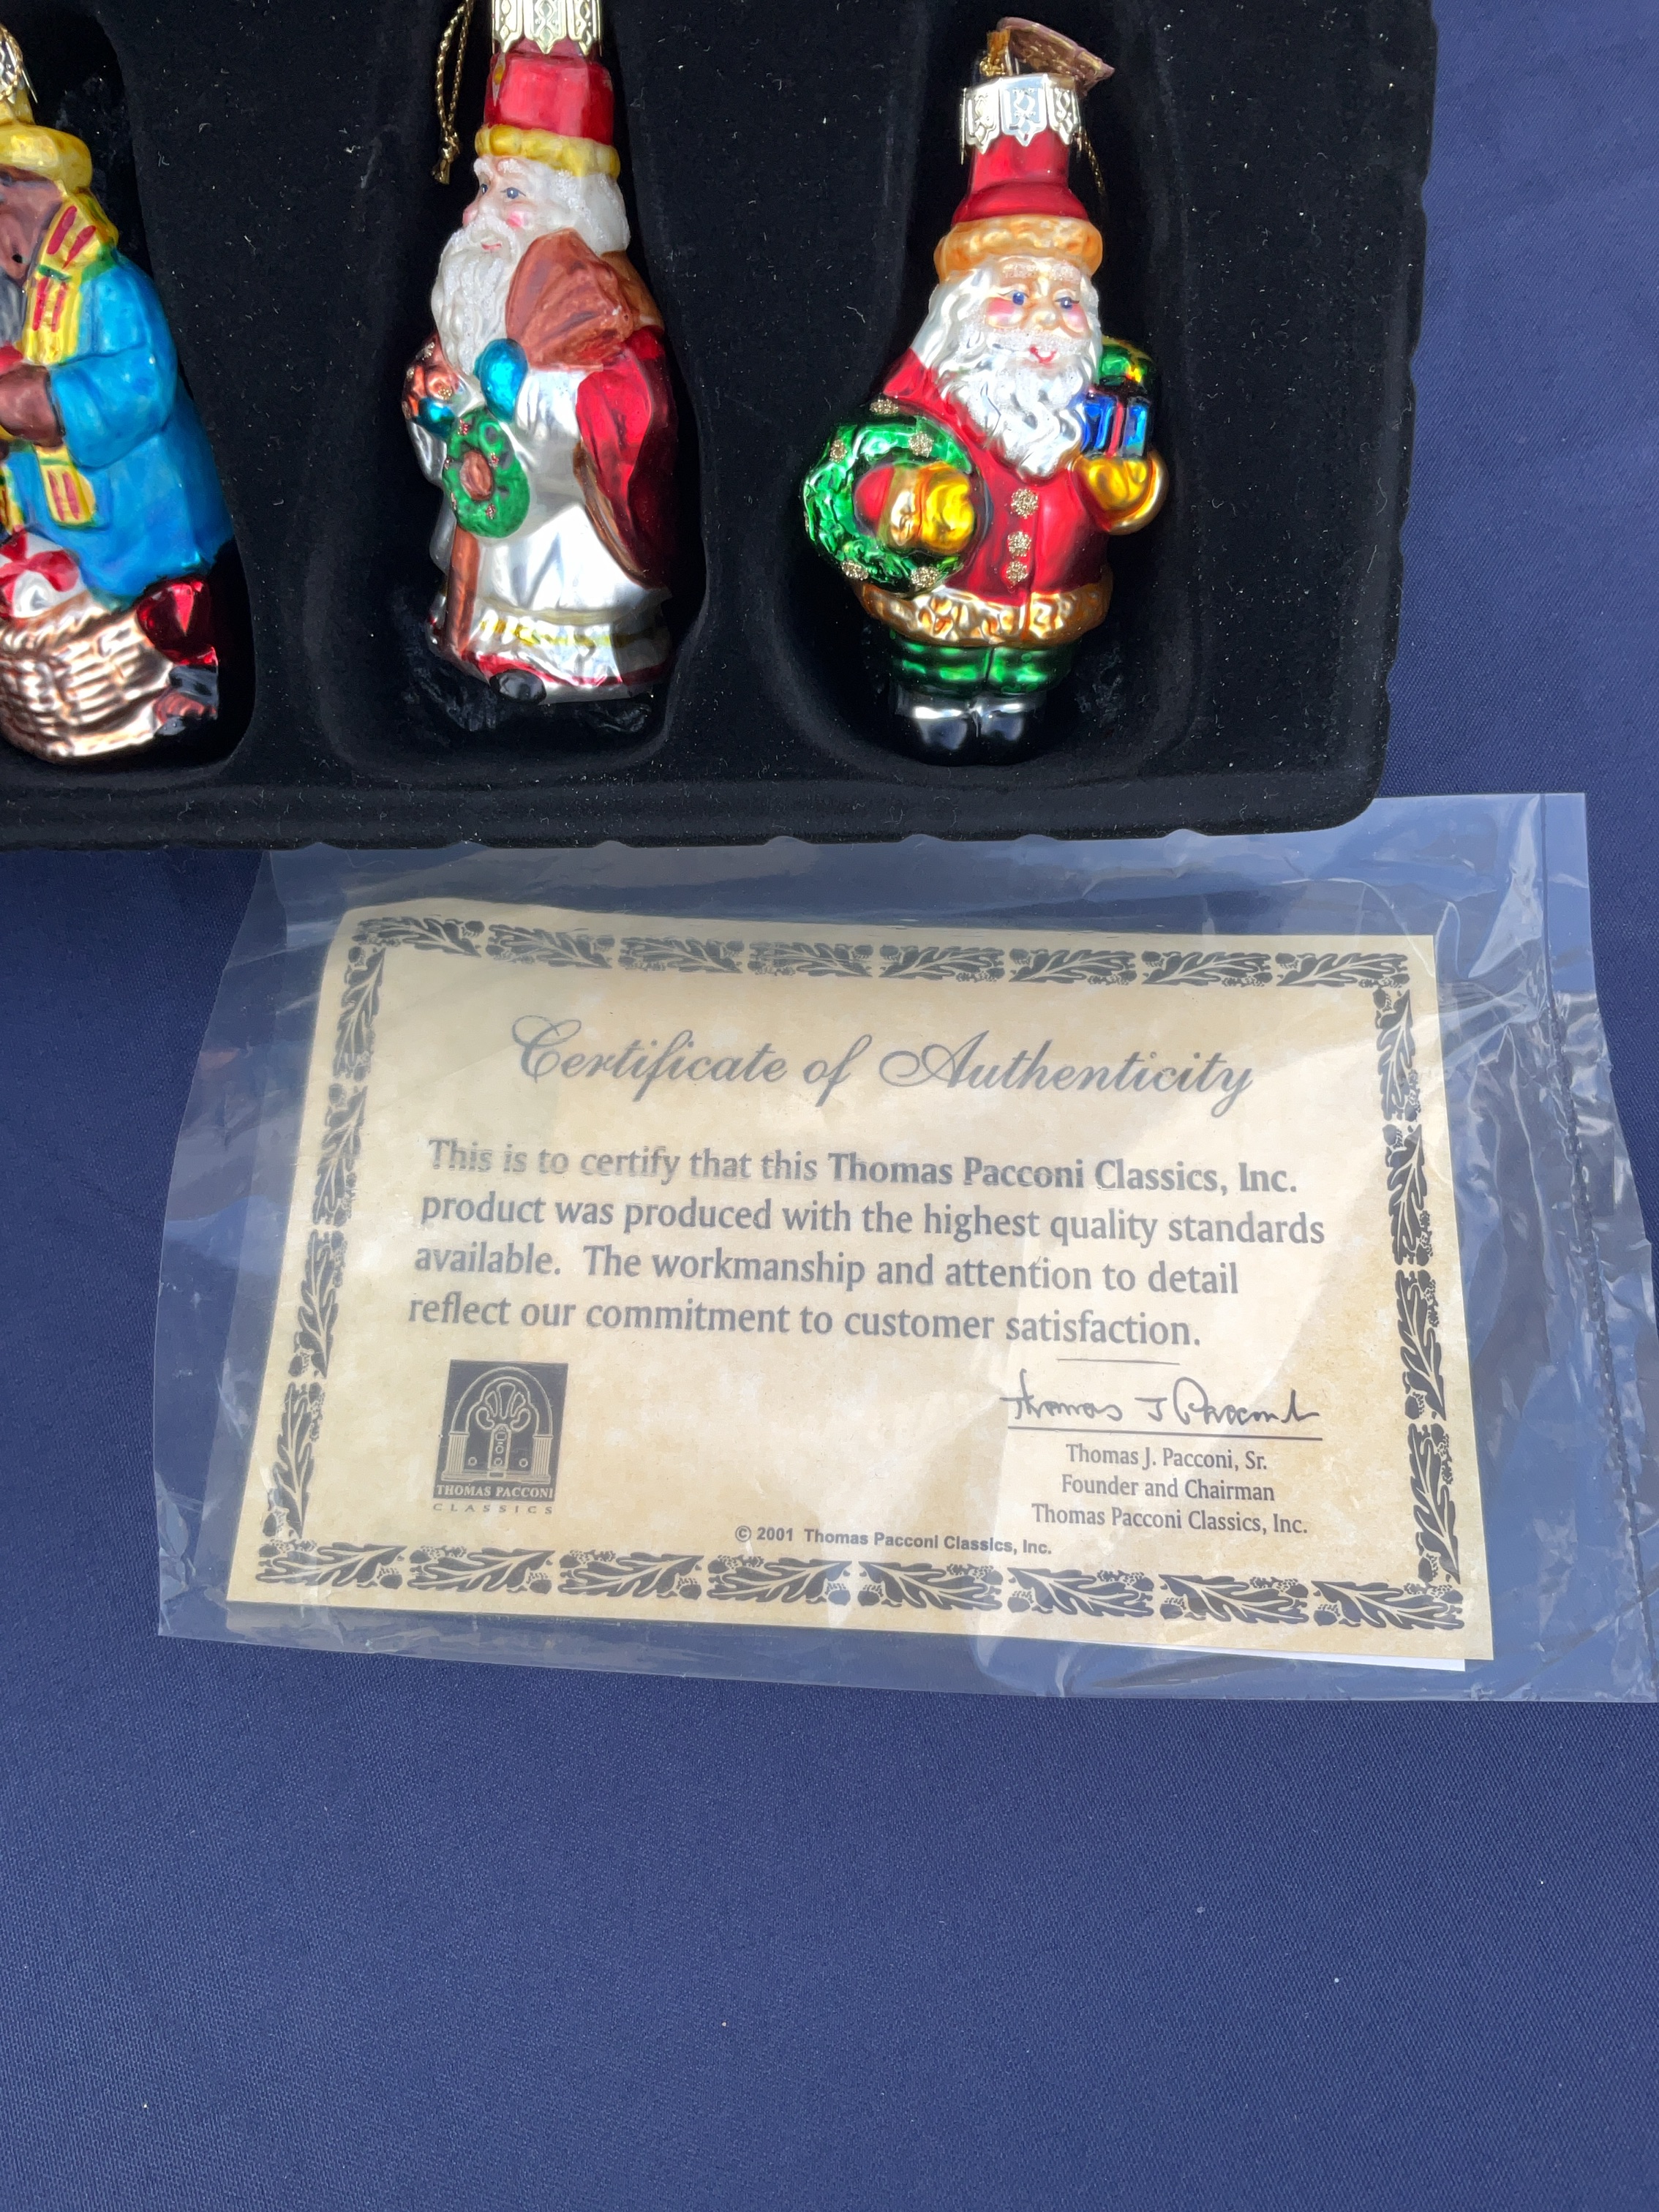 Certificate of Authenticity
This is to certify that this Thomas Pacconi Classics, Inc.
product was produced with the highest quality standards
available. The workmanship and attention to detail
reflect our commitment to customer satisfaction.
Thomas J Pacconi
Thomas J. Pacconi, Sr.
Founder and Chairman
Thomas Pacconi Classics, Inc.
THOMAS PACCONI
CLASSICS
© 2001 Thomas Pacconi Classics, Inc.